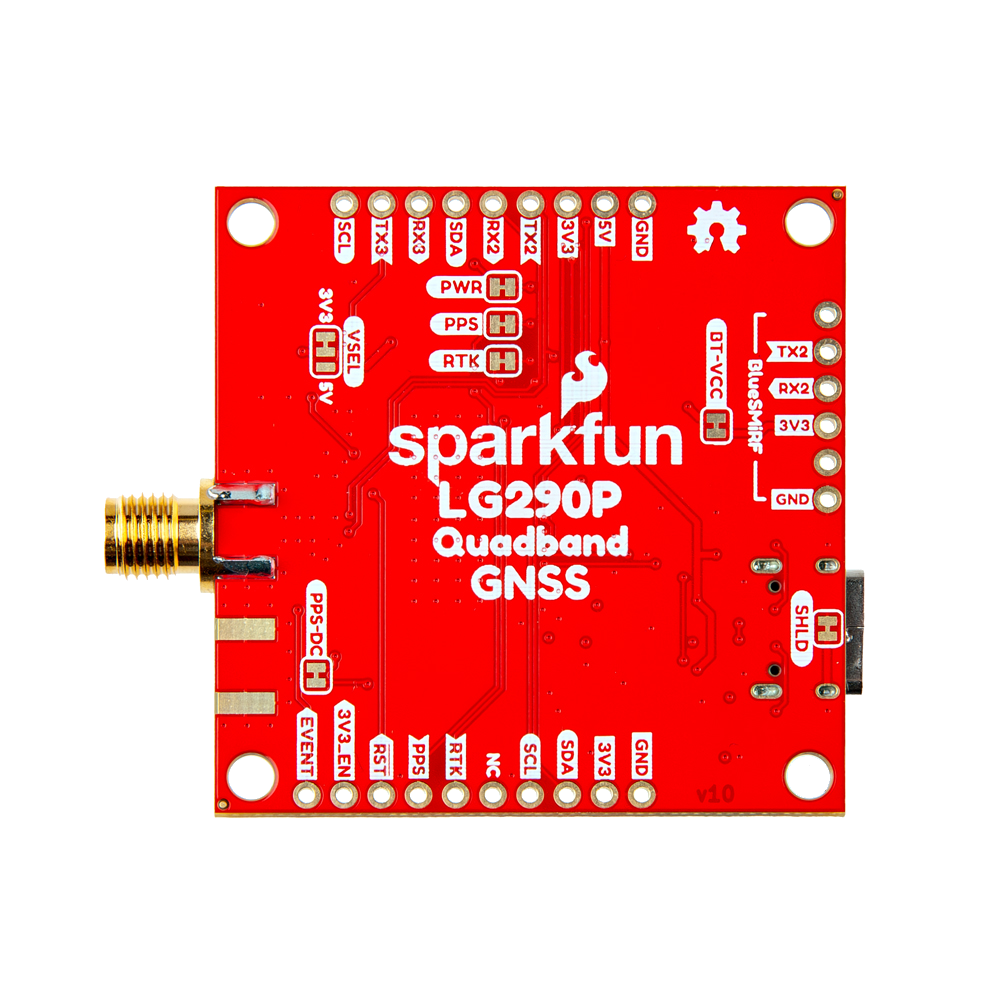 SCL
TX3
RX3
SDA
RX2
TX2
3V3
5V
GND
PWR
PPS
RTK
3V3
VSEL
5V
BT-VCC
BlueSMiRF
TX2
RX2
3V3
GND
sparkfun
LG290P
Quadband
GNSS
PPS-DC
SHLD
EVENT
3V3_EN
RST
PPS
RTK
NC
SCL
SDA
3V3
GND
v10